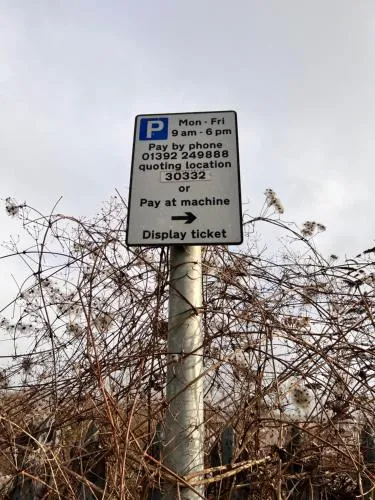 P Mon - Fri
9 am - 6 pm
Pay by phone
01392 249888
quoting location
30332
or
Pay at machine
Display ticket